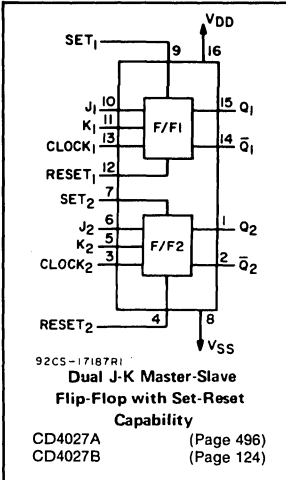 VDD
SET1
9 16
J1 10 15 Q1
K1 11 F/F1
CLOCK1 13 14 Q̅1
RESET1 12
SET2 7
J2 6 1 Q2
K2 5 F/F2
CLOCK2 3 2 Q̅2
RESET2 4 8
VSS
92CS-17187R1
Dual J-K Master-Slave
Flip-Flop with Set-Reset
Capability
CD4027A (Page 496)
CD4027B (Page 124)